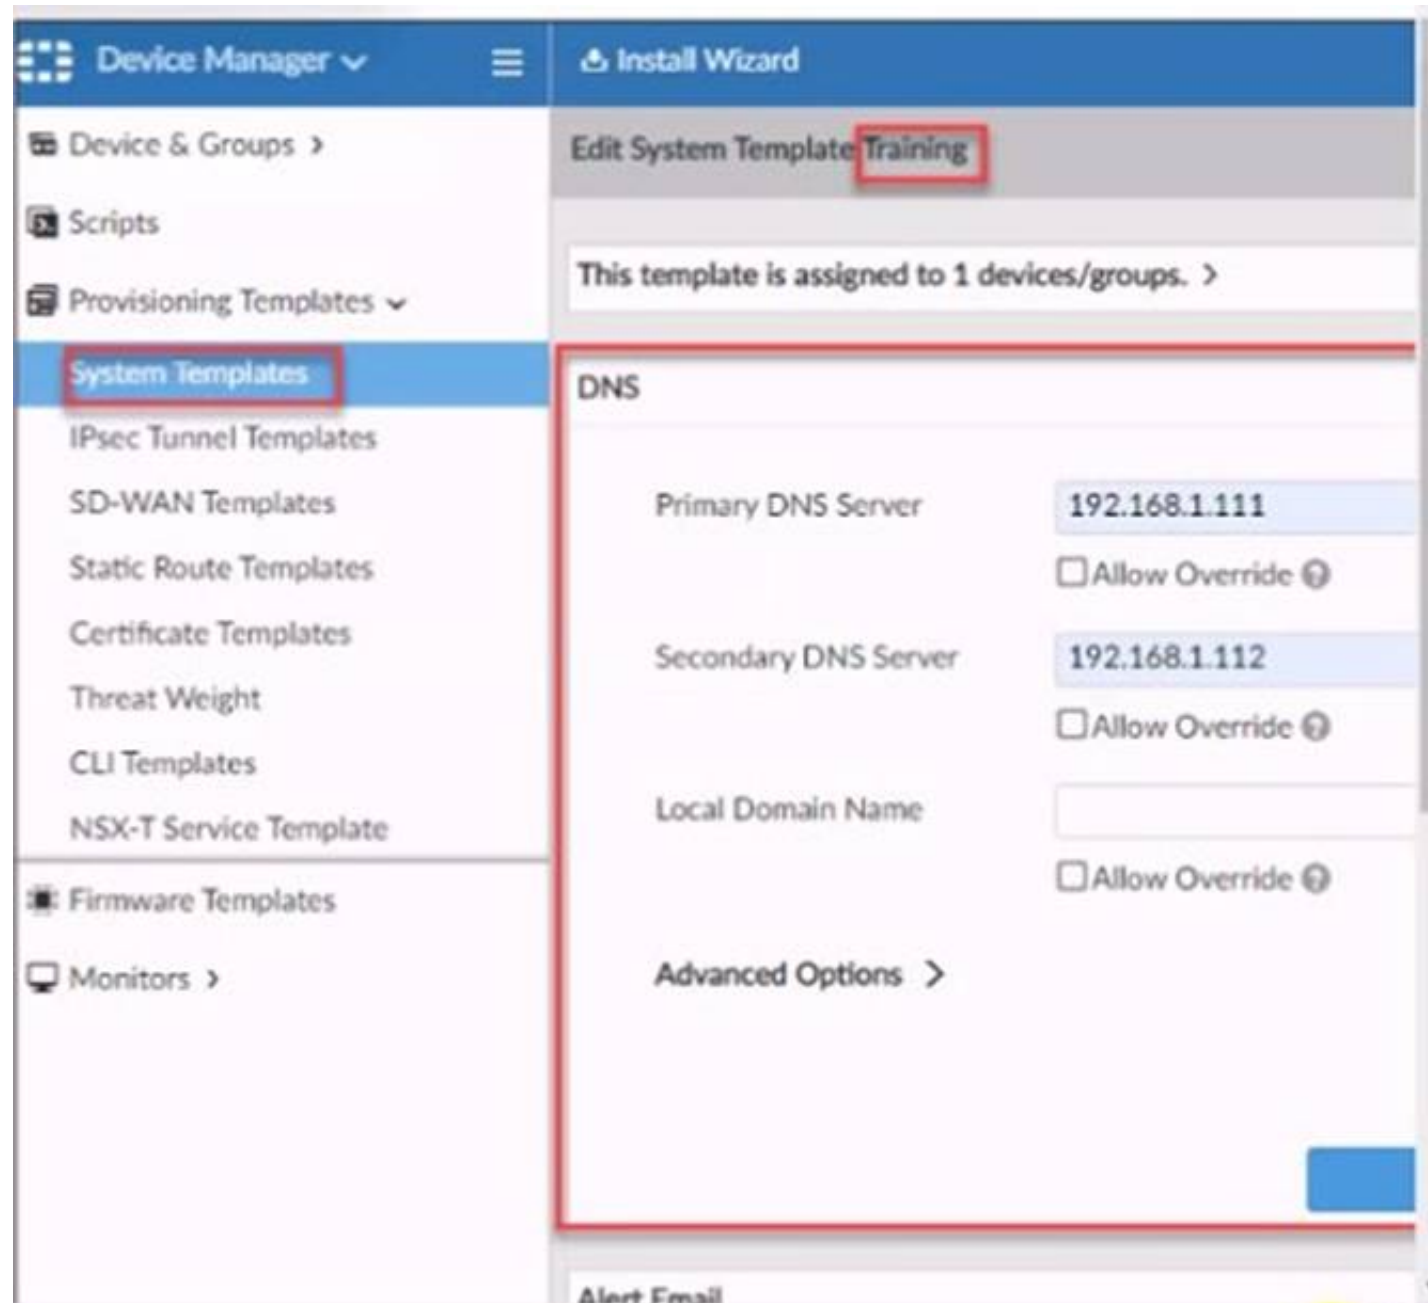 Device Manager
Install Wizard
Device & Groups
Scripts
Provisioning Templates
System Templates
IPsec Tunnel Templates
SD-WAN Templates
Static Route Templates
Certificate Templates
Threat Weight
CLI Templates
NSX-T Service Template
Firmware Templates
Monitors
Edit System Template Training
This template is assigned to 1 devices/groups. >
DNS
Primary DNS Server 192.168.1.111
Allow Override
Secondary DNS Server 192.168.1.112
Allow Override
Local Domain Name
Allow Override
Advanced Options >
Alert Email